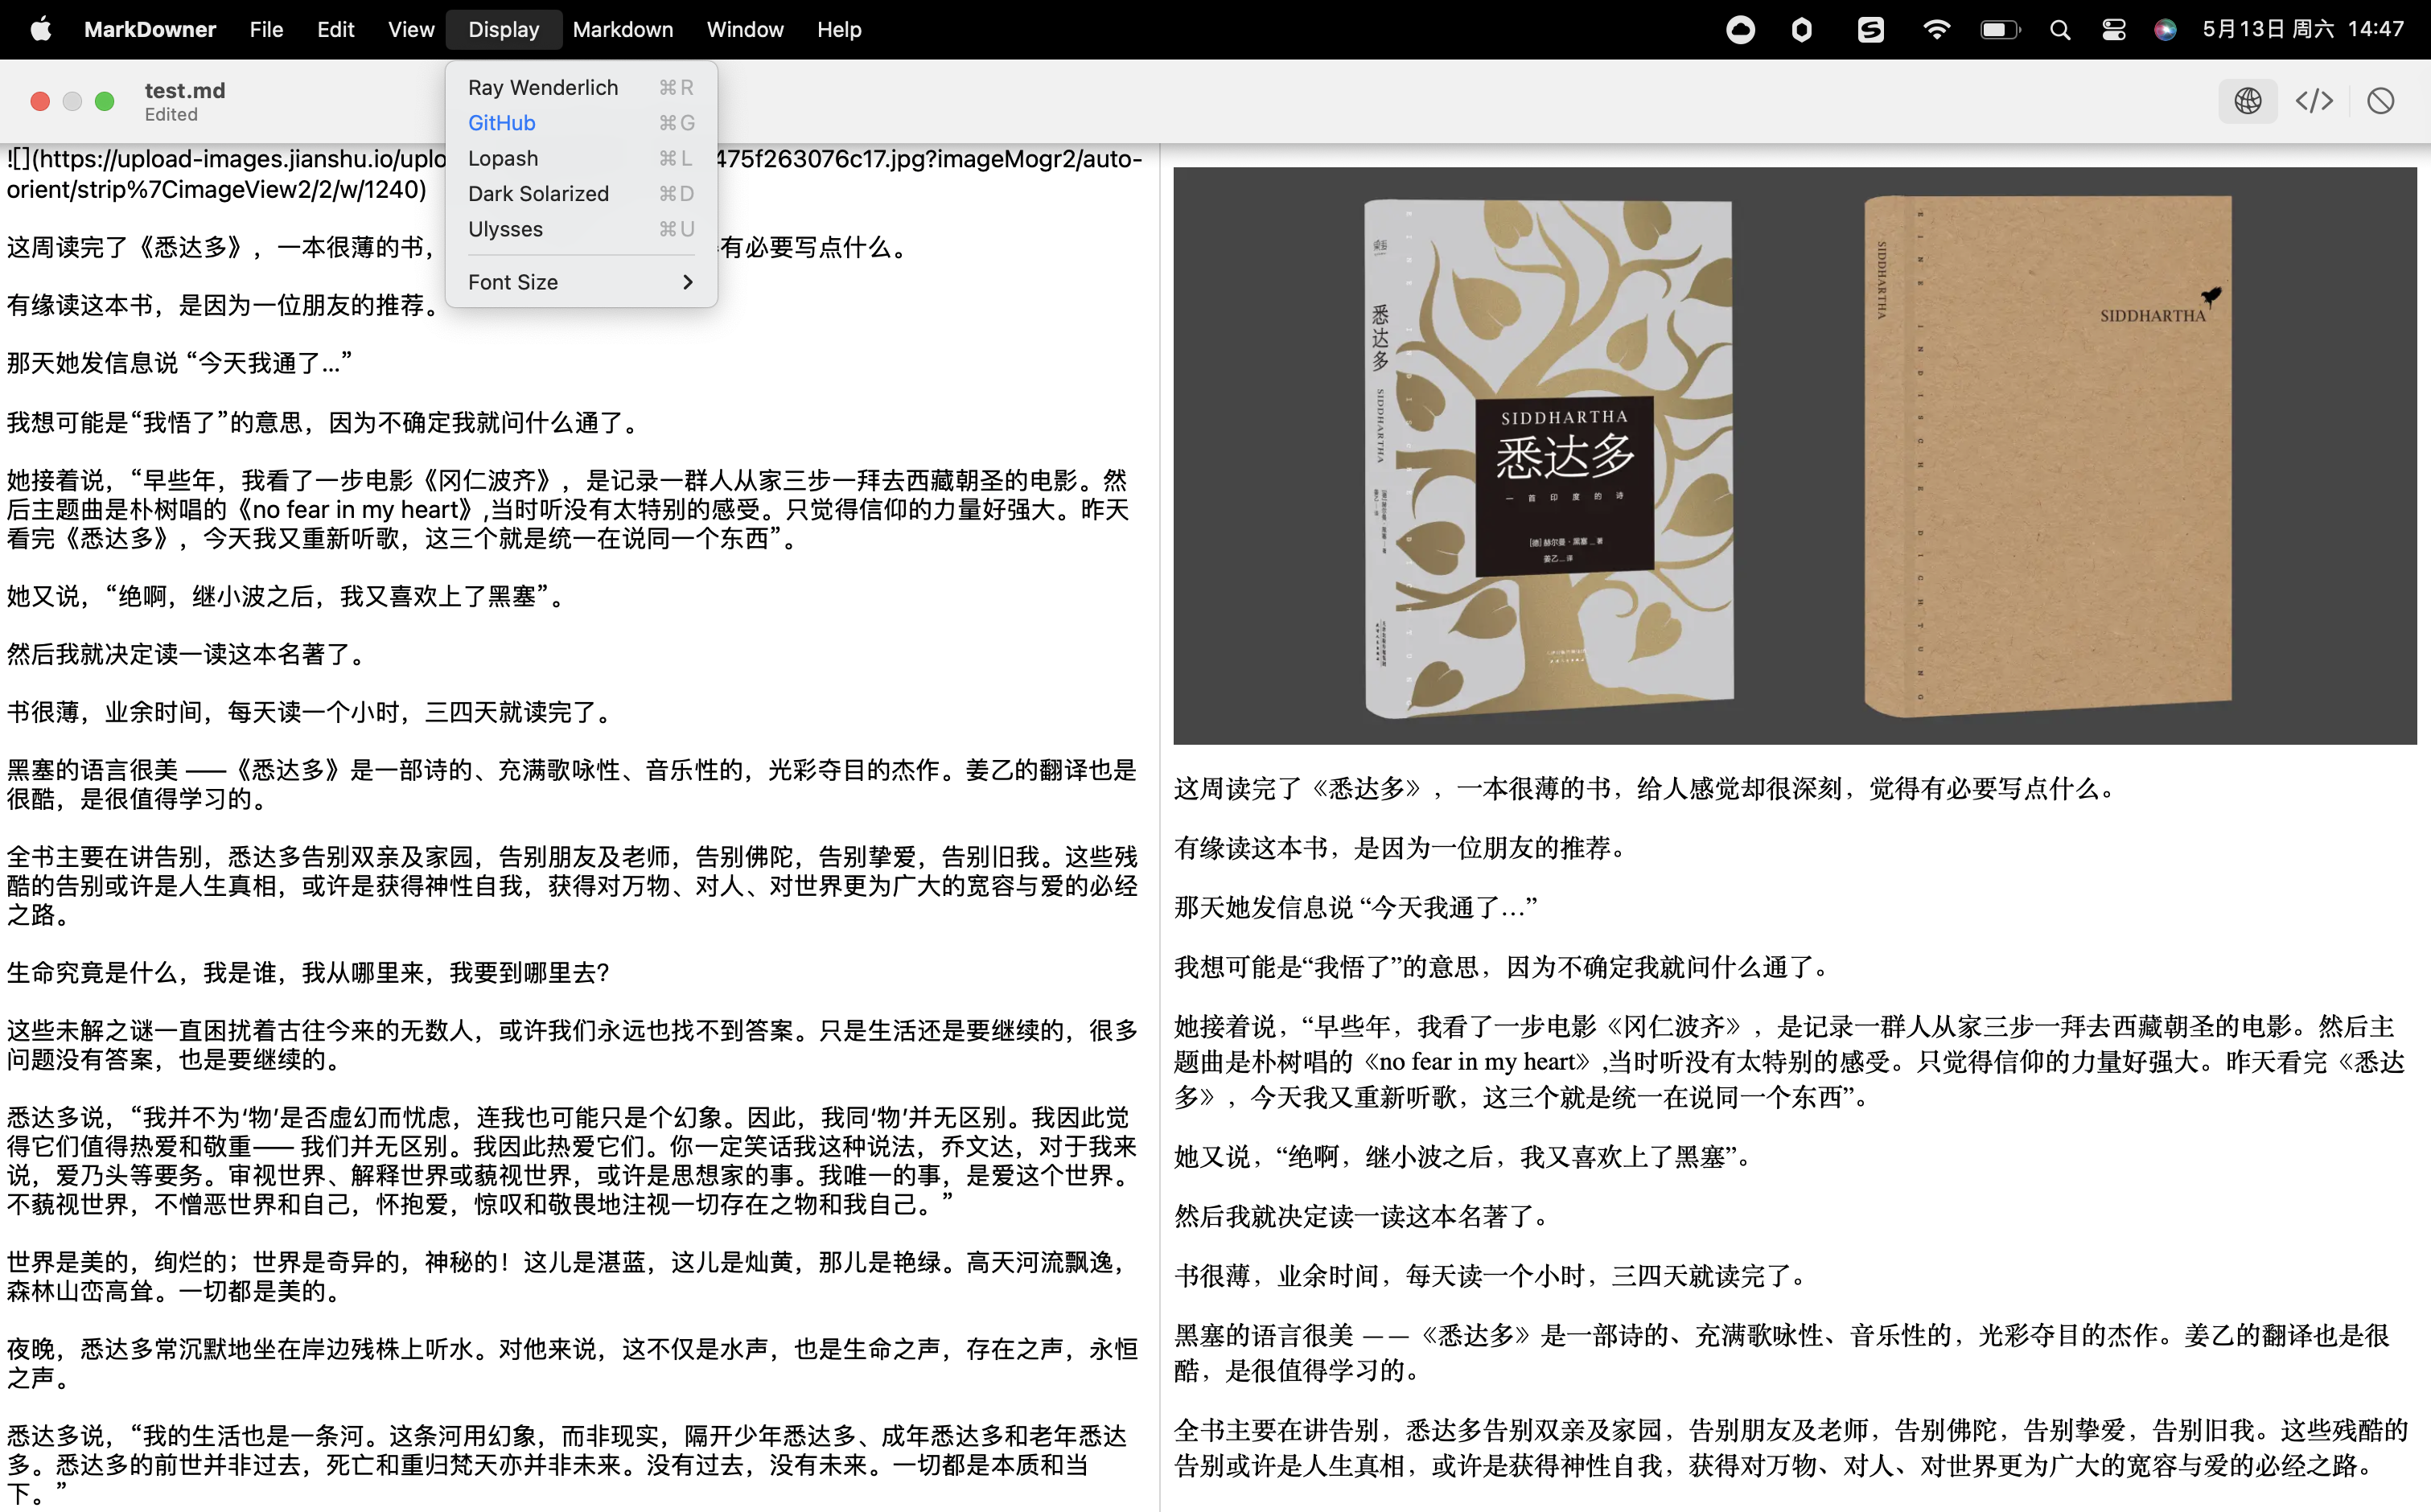 MarkDowner File Edit View Display Markdown Window Help
5月13日 周六 14:47
test.md
Edited
Ray Wenderlich ⌘R
GitHub ⌘G
Lopash ⌘L
Dark Solarized ⌘D
Ulysses ⌘U
Font Size
![](https://upload-images.jianshu.io/uplo
475f263076c17.jpg?imageMogr2/auto-
orient/strip%7CimageView2/2/w/1240)
这周读完了《悉达多》，一本很薄的书，
有必要写点什么。
有缘读这本书，是因为一位朋友的推荐。
那天她发信息说 “今天我通了...”
我想可能是“我悟了”的意思，因为不确定我就问什么通了。
她接着说，“早些年，我看了一步电影《冈仁波齐》，是记录一群人从家三步一拜去西藏朝圣的电影。然
后主题曲是朴树唱的《no fear in my heart》,当时听没有太特别的感受。只觉得信仰的力量好强大。昨天
看完《悉达多》，今天我又重新听歌，这三个就是统一在说同一个东西”。
她又说，“绝啊，继小波之后，我又喜欢上了黑塞”。
然后我就决定读一读这本名著了。
书很薄，业余时间，每天读一个小时，三四天就读完了。
黑塞的语言很美 ——《悉达多》是一部诗的、充满歌咏性、音乐性的，光彩夺目的杰作。姜乙的翻译也是
很酷，是很值得学习的。
全书主要在讲告别，悉达多告别双亲及家园，告别朋友及老师，告别佛陀，告别挚爱，告别旧我。这些残
酷的告别或许是人生真相，或许是获得神性自我，获得对万物、对人、对世界更为广大的宽容与爱的必经
之路。
生命究竟是什么，我是谁，我从哪里来，我要到哪里去？
这些未解之谜一直困扰着古往今来的无数人，或许我们永远也找不到答案。只是生活还是要继续的，很多
问题没有答案，也是要继续的。
悉达多说，“我并不为‘物’是否虚幻而忧虑，连我也可能只是个幻象。因此，我同‘物’并无区别。我因此觉
得它们值得热爱和敬重—— 我们并无区别。我因此热爱它们。你一定笑话我这种说法，乔文达，对于我来
说，爱乃头等要务。审视世界、解释世界或藐视世界，或许是思想家的事。我唯一的事，是爱这个世界。
不藐视世界，不憎恶世界和自己，怀抱爱，惊叹和敬畏地注视一切存在之物和我自己。”
世界是美的，绚烂的；世界是奇异的，神秘的！这儿是湛蓝，这儿是灿黄，那儿是艳绿。高天河流飘逸，
森林山峦高耸。一切都是美的。
夜晚，悉达多常沉默地坐在岸边残株上听水。对他来说，这不仅是水声，也是生命之声，存在之声，永恒
之声。
悉达多说，“我的生活也是一条河。这条河用幻象，而非现实，隔开少年悉达多、成年悉达多和老年悉达
多。悉达多的前世并非过去，死亡和重归梵天亦并非未来。没有过去，没有未来。一切都是本质和当
下。”
悉达多
SIDDHARTHA
SIDDHARTHA
悉达多
一首印度的诗
[德] 赫尔曼·黑塞 著
姜乙 译
SIDDHARTHA
EINE INDISCHE DICHTUNG
SIDDHARTHA
这周读完了《悉达多》，一本很薄的书，给人感觉却很深刻，觉得有必要写点什么。
有缘读这本书，是因为一位朋友的推荐。
那天她发信息说 “今天我通了...”
我想可能是“我悟了”的意思，因为不确定我就问什么通了。
她接着说，“早些年，我看了一步电影《冈仁波齐》，是记录一群人从家三步一拜去西藏朝圣的电影。然后主
题曲是朴树唱的《no fear in my heart》,当时听没有太特别的感受。只觉得信仰的力量好强大。昨天看完《悉达
多》，今天我又重新听歌，这三个就是统一在说同一个东西”。
她又说，“绝啊，继小波之后，我又喜欢上了黑塞”。
然后我就决定读一读这本名著了。
书很薄，业余时间，每天读一个小时，三四天就读完了。
黑塞的语言很美 ——《悉达多》是一部诗的、充满歌咏性、音乐性的，光彩夺目的杰作。姜乙的翻译也是很
酷，是很值得学习的。
全书主要在讲告别，悉达多告别双亲及家园，告别朋友及老师，告别佛陀，告别挚爱，告别旧我。这些残酷的
告别或许是人生真相，或许是获得神性自我，获得对万物、对人、对世界更为广大的宽容与爱的必经之路。